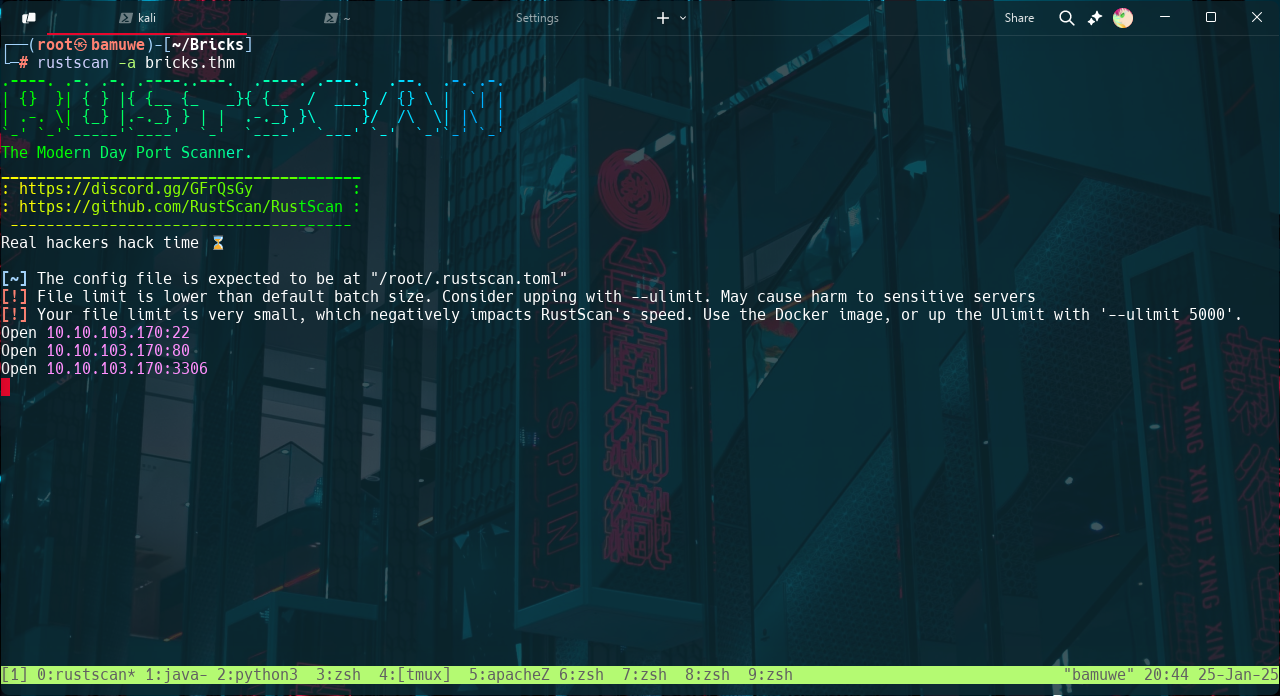 kali
~
Settings
Share
┌──(root㉿bamuwe)-[~/Bricks]
└─# rustscan -a bricks.thm
.----. .-. .-. .----..---.  .----. .---.   .--.  .-. .-.
| {}  }| { } |{ {__ {_   _}{ {__  /  ___} / {} \ |  `| |
| .-. \| {_} |.-._} } | |  .-._} }\     }/  /\  \| |\  |
`-' `-'`-----'`----'  `-'  `----'  `---' `-'  `-'`-' `-'
The Modern Day Port Scanner.
________________________________________
: https://discord.gg/GFrQsGy           :
: https://github.com/RustScan/RustScan :
 --------------------------------------
Real hackers hack time ⌛
[~] The config file is expected to be at "/root/.rustscan.toml"
[!] File limit is lower than default batch size. Consider upping with --ulimit. May cause harm to sensitive servers
[!] Your file limit is very small, which negatively impacts RustScan's speed. Use the Docker image, or up the Ulimit with '--ulimit 5000'.
Open 10.10.103.170:22
Open 10.10.103.170:80
Open 10.10.103.170:3306
XIN FU XING XIN FU XING
[1] 0:rustscan* 1:java- 2:python3  3:zsh  4:[tmux]  5:apacheZ 6:zsh  7:zsh  8:zsh  9:zsh
"bamuwe" 20:44 25-Jan-25